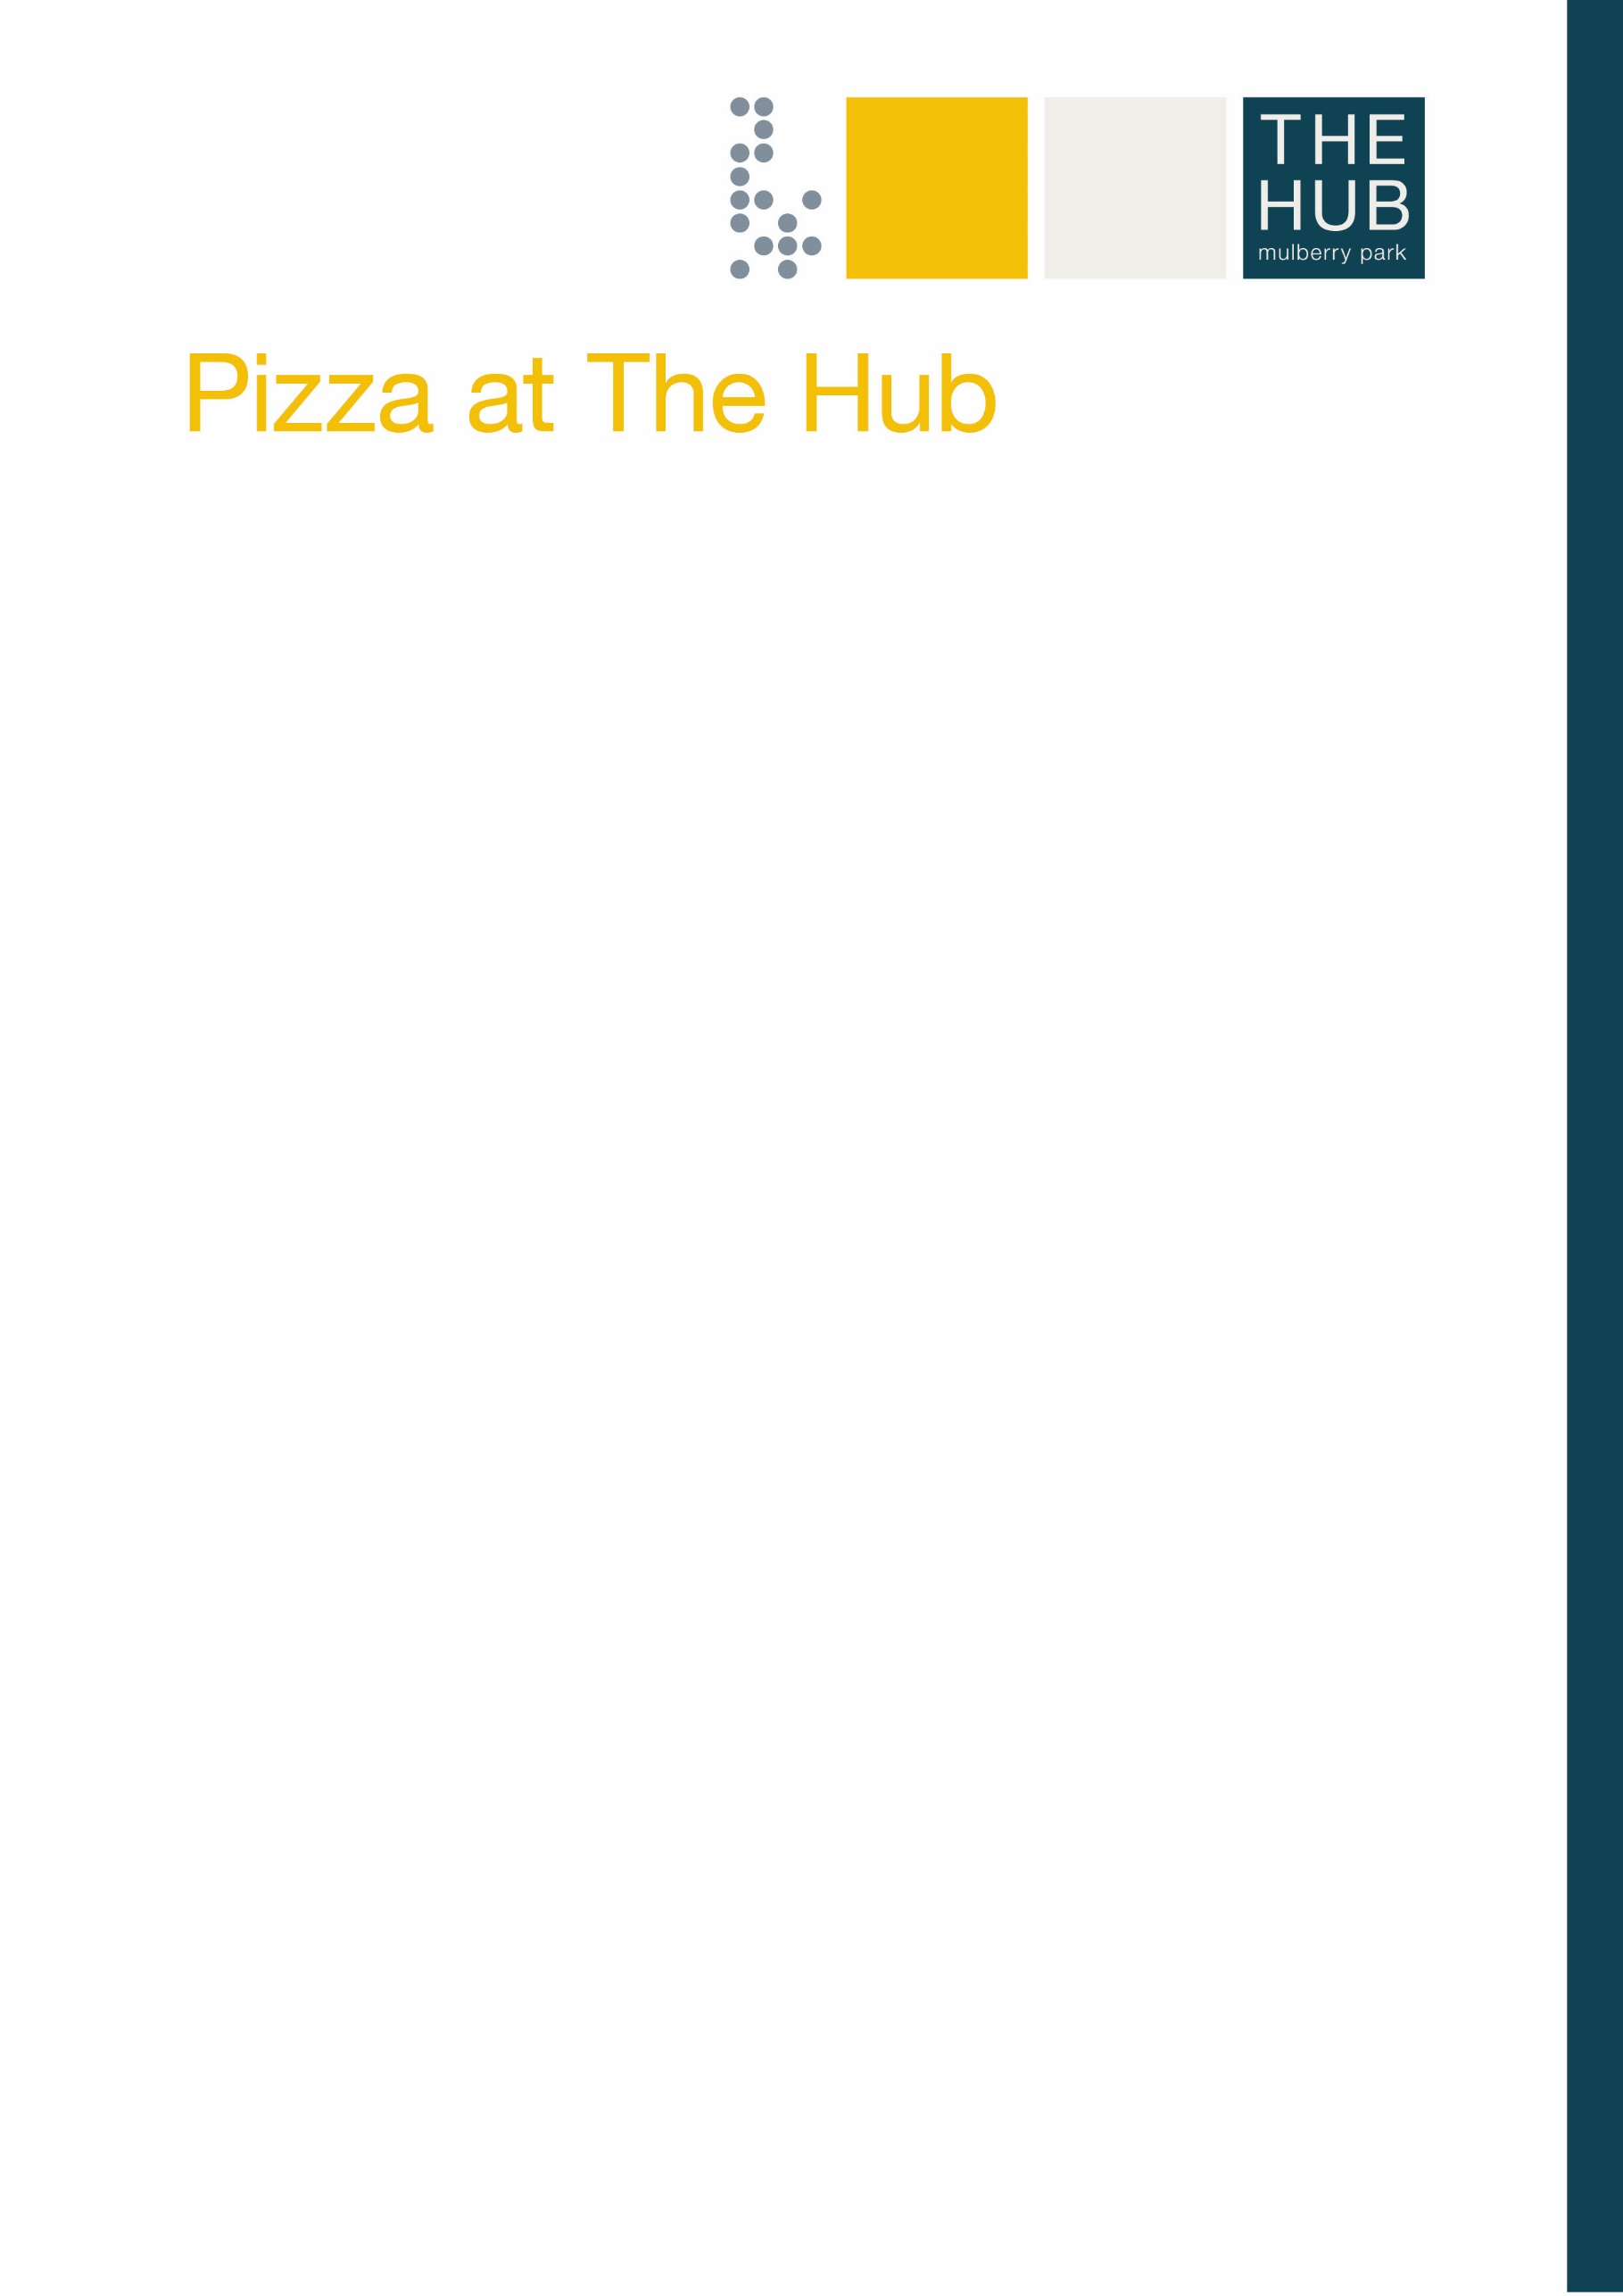 THE
HUB
mulberry park
Pizza at The Hub